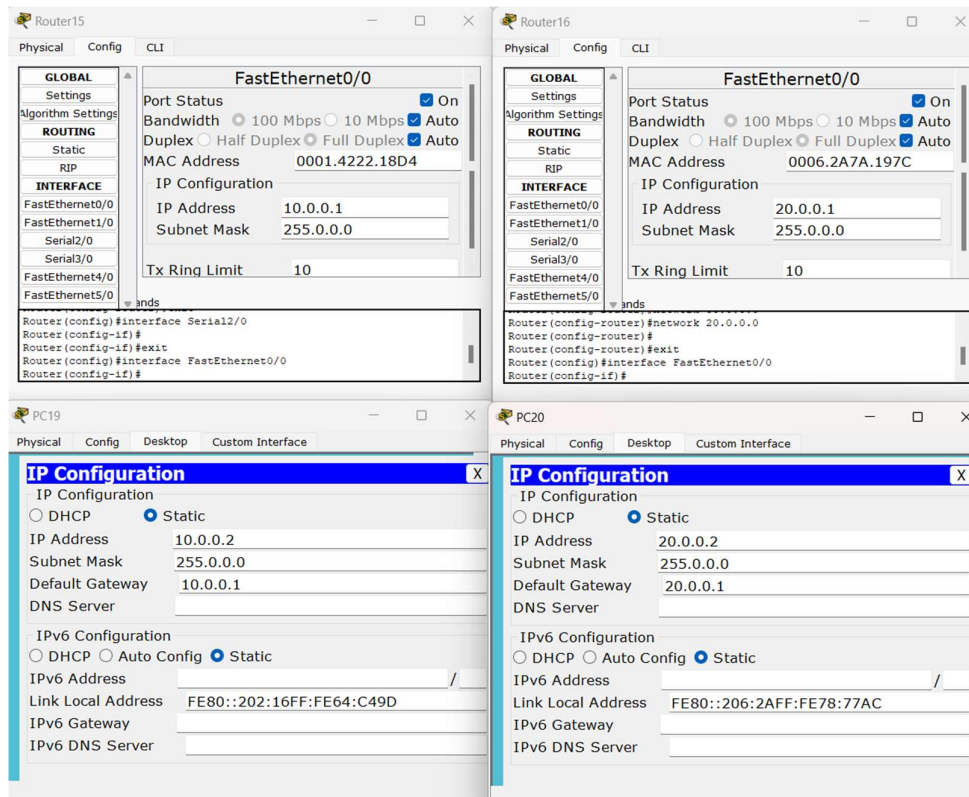 Router15
Physical Config CLI
GLOBAL
Settings
Algorithm Settings
ROUTING
Static
RIP
INTERFACE
FastEthernet0/0
FastEthernet1/0
Serial2/0
Serial3/0
FastEthernet4/0
FastEthernet5/0
FastEthernet0/0
Port Status On
Bandwidth 100 Mbps 10 Mbps Auto
Duplex Half Duplex Full Duplex Auto
MAC Address 0001.4222.18D4
IP Configuration
IP Address 10.0.0.1
Subnet Mask 255.0.0.0
Tx Ring Limit 10
ands
Router(config)#interface Serial2/0
Router(config-if)#
Router(config-if)#exit
Router(config)#interface FastEthernet0/0
Router(config-if)#
Router16
Physical Config CLI
GLOBAL
Settings
Algorithm Settings
ROUTING
Static
RIP
INTERFACE
FastEthernet0/0
FastEthernet1/0
Serial2/0
Serial3/0
FastEthernet4/0
FastEthernet5/0
FastEthernet0/0
Port Status On
Bandwidth 100 Mbps 10 Mbps Auto
Duplex Half Duplex Full Duplex Auto
MAC Address 0006.2A7A.197C
IP Configuration
IP Address 20.0.0.1
Subnet Mask 255.0.0.0
Tx Ring Limit 10
ands
Router(config-router)#network 20.0.0.0
Router(config-router)#
Router(config-router)#exit
Router(config)#interface FastEthernet0/0
Router(config-if)#
PC19
Physical Config Desktop Custom Interface
IP Configuration X
IP Configuration
DHCP Static
IP Address 10.0.0.2
Subnet Mask 255.0.0.0
Default Gateway 10.0.0.1
DNS Server
IPv6 Configuration
DHCP Auto Config Static
IPv6 Address /
Link Local Address FE80::202:16FF:FE64:C49D
IPv6 Gateway
IPv6 DNS Server
PC20
Physical Config Desktop Custom Interface
IP Configuration X
IP Configuration
DHCP Static
IP Address 20.0.0.2
Subnet Mask 255.0.0.0
Default Gateway 20.0.0.1
DNS Server
IPv6 Configuration
DHCP Auto Config Static
IPv6 Address /
Link Local Address FE80::206:2AFF:FE78:77AC
IPv6 Gateway
IPv6 DNS Server